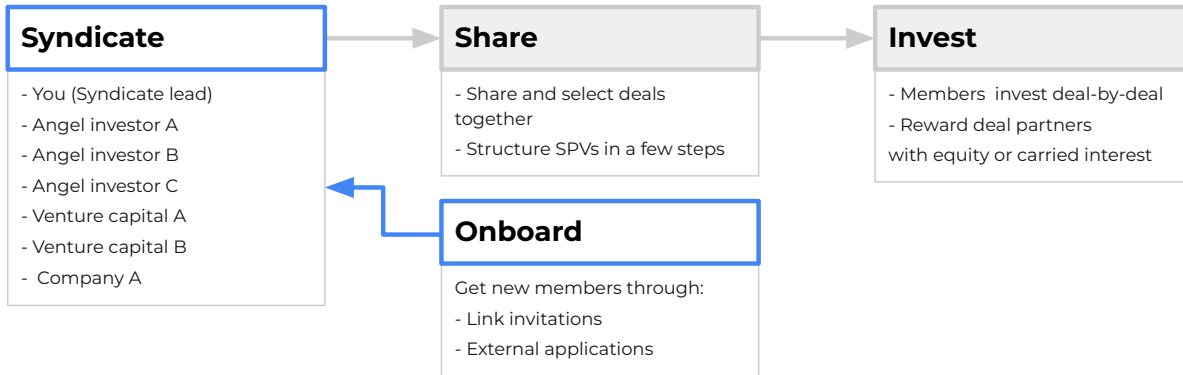 Syndicate
- You (Syndicate lead)
- Angel investor A
- Angel investor B
- Angel investor C
- Venture capital A
- Venture capital B
- Company A
Share
- Share and select deals
together
- Structure SPVs in a few steps
Invest
- Members invest deal-by-deal
- Reward deal partners
with equity or carried interest
Onboard
Get new members through:
- Link invitations
- External applications